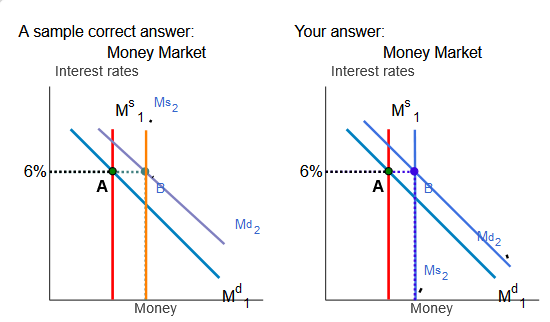 A sample correct answer:
Money Market
Interest rates
Mˢ₁
Ms₂
6%
A
B
Md₂
Mᵈ₁
Money
Your answer:
Money Market
Interest rates
Mˢ₁
6%
A
B
Md₂
Ms₂
Mᵈ₁
Money